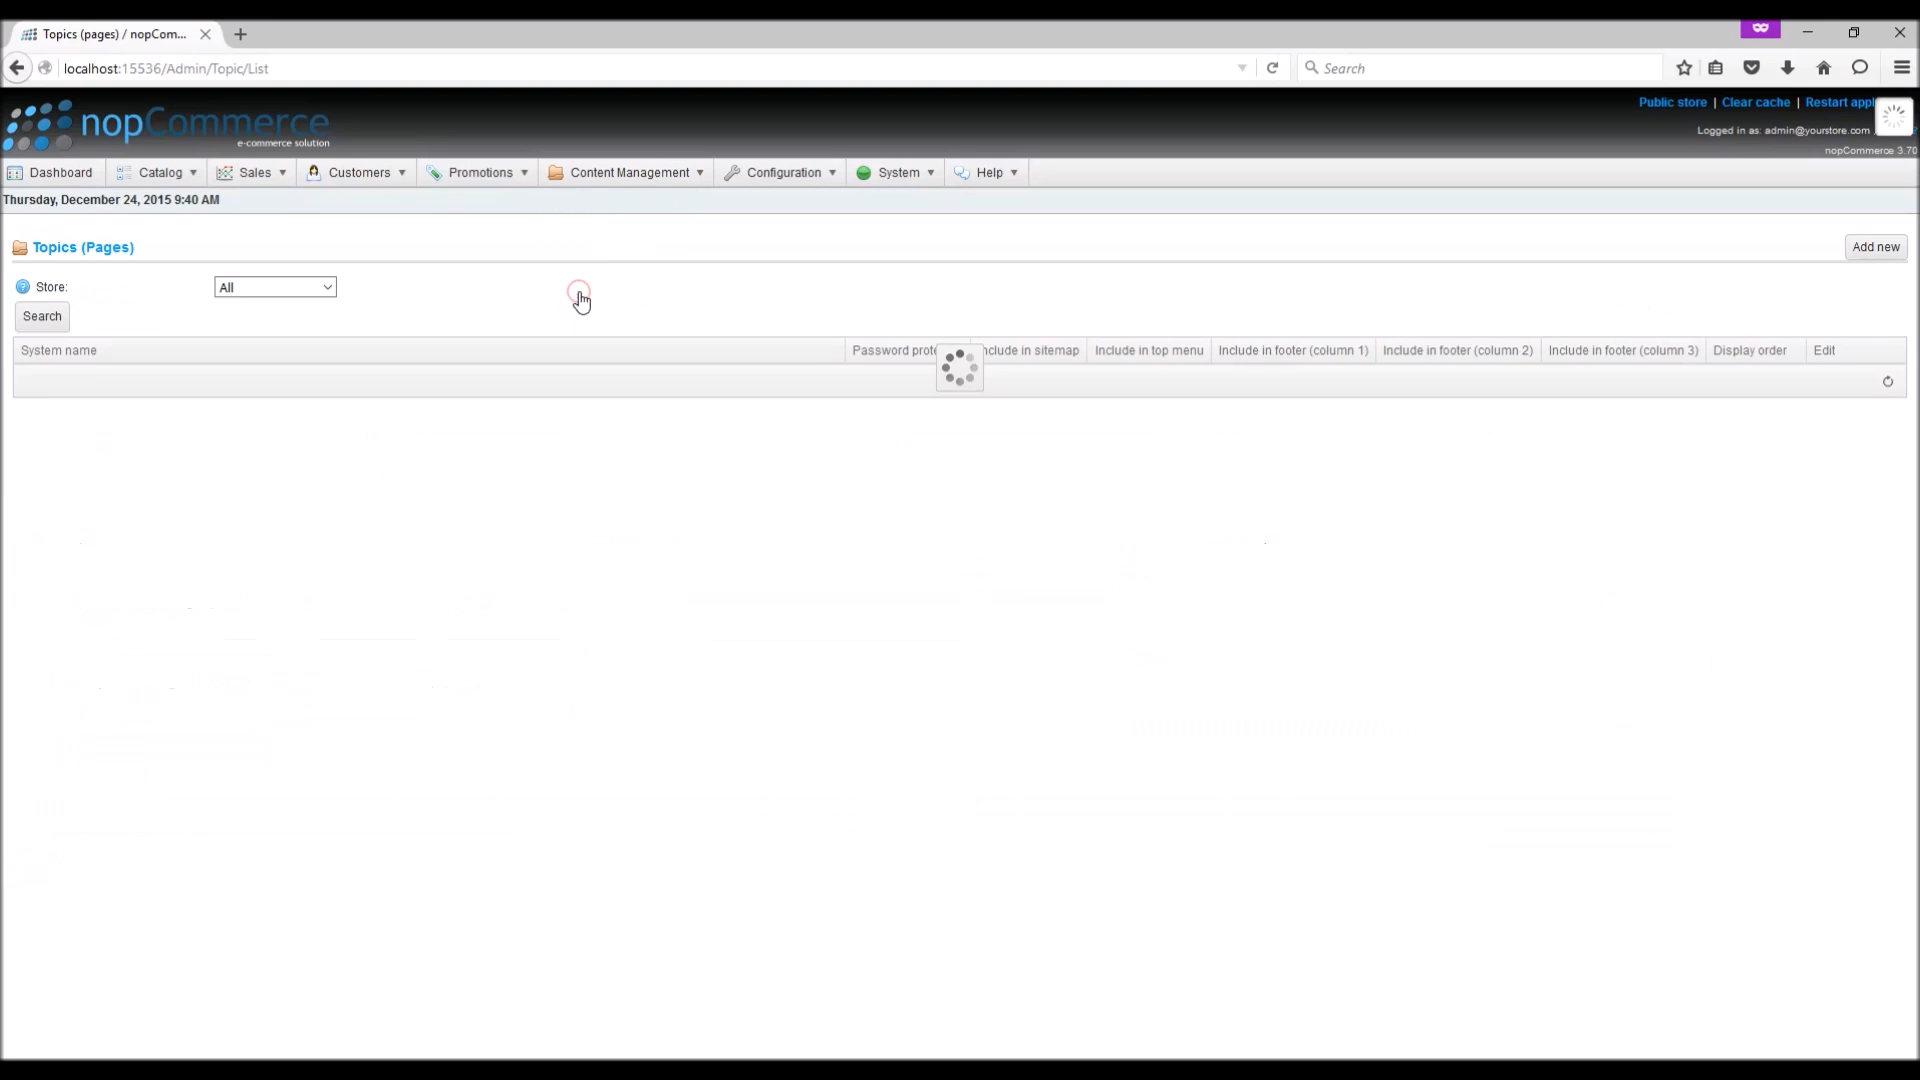 Topics (pages) / nopCom...
localhost:15536/Admin/Topic/List
Search
nopCommerce
e-commerce solution
Public store | Clear cache | Restart appl
Logged in as: admin@yourstore.com
nopCommerce 3.70
Dashboard Catalog Sales Customers Promotions Content Management Configuration System Help
Thursday, December 24, 2015 9:40 AM
Topics (Pages)
Add new
Store: All
Search
System name Password prote nclude in sitemap Include in top menu Include in footer (column 1) Include in footer (column 2) Include in footer (column 3) Display order Edit